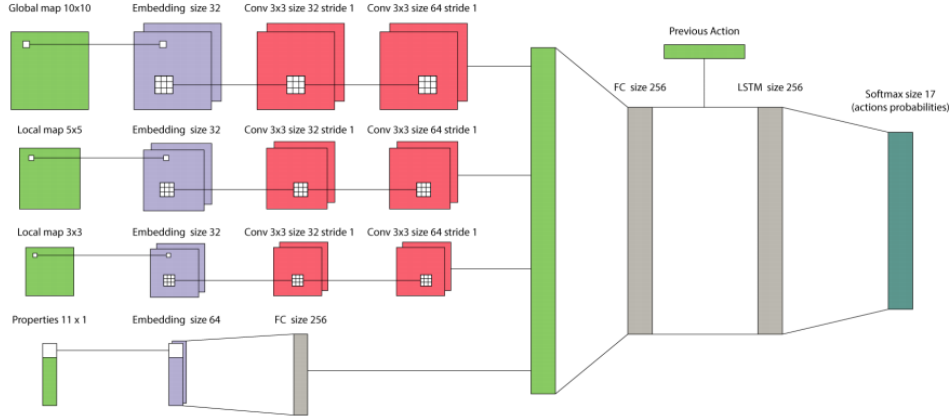 Global map 10x10
Embedding size 32
Conv 3x3 size 32 stride 1
Conv 3x3 size 64 stride 1
Previous Action
FC size 256
LSTM size 256
Softmax size 17
(actions probabilities)
Local map 5x5
Embedding size 32
Conv 3x3 size 32 stride 1
Conv 3x3 size 64 stride 1
Local map 3x3
Embedding size 32
Conv 3x3 size 32 stride 1
Conv 3x3 size 64 stride 1
Properties 11 x 1
Embedding size 64
FC size 256